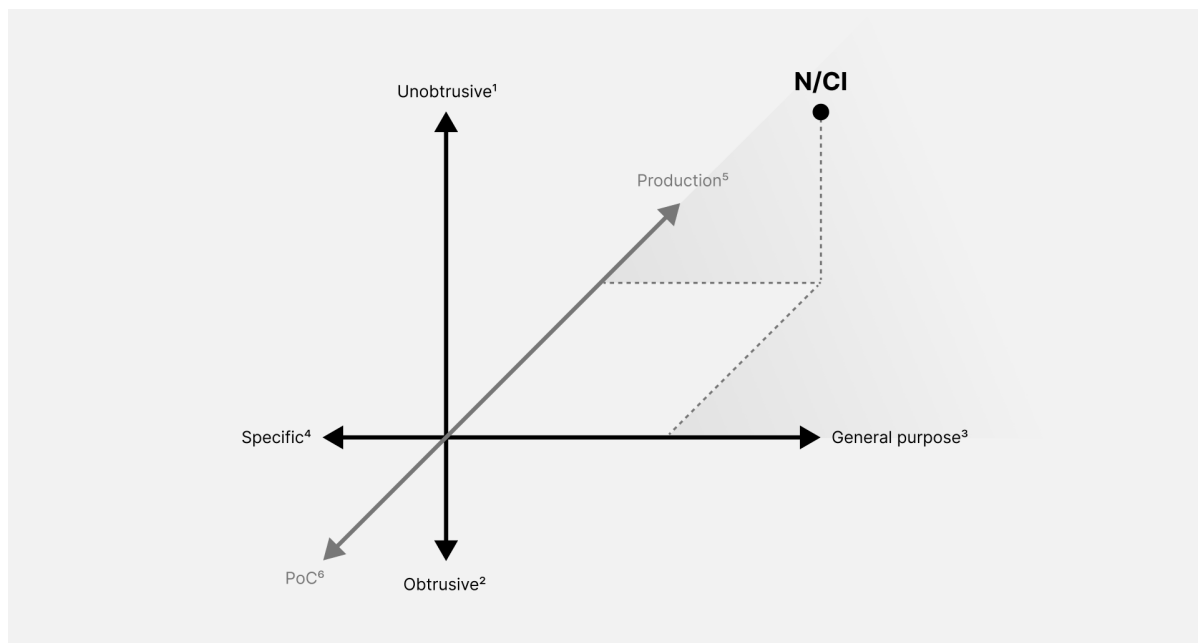 N/CI
Unobtrusive¹
Production⁵
Specific⁴
General purpose³
PoC⁶
Obtrusive²